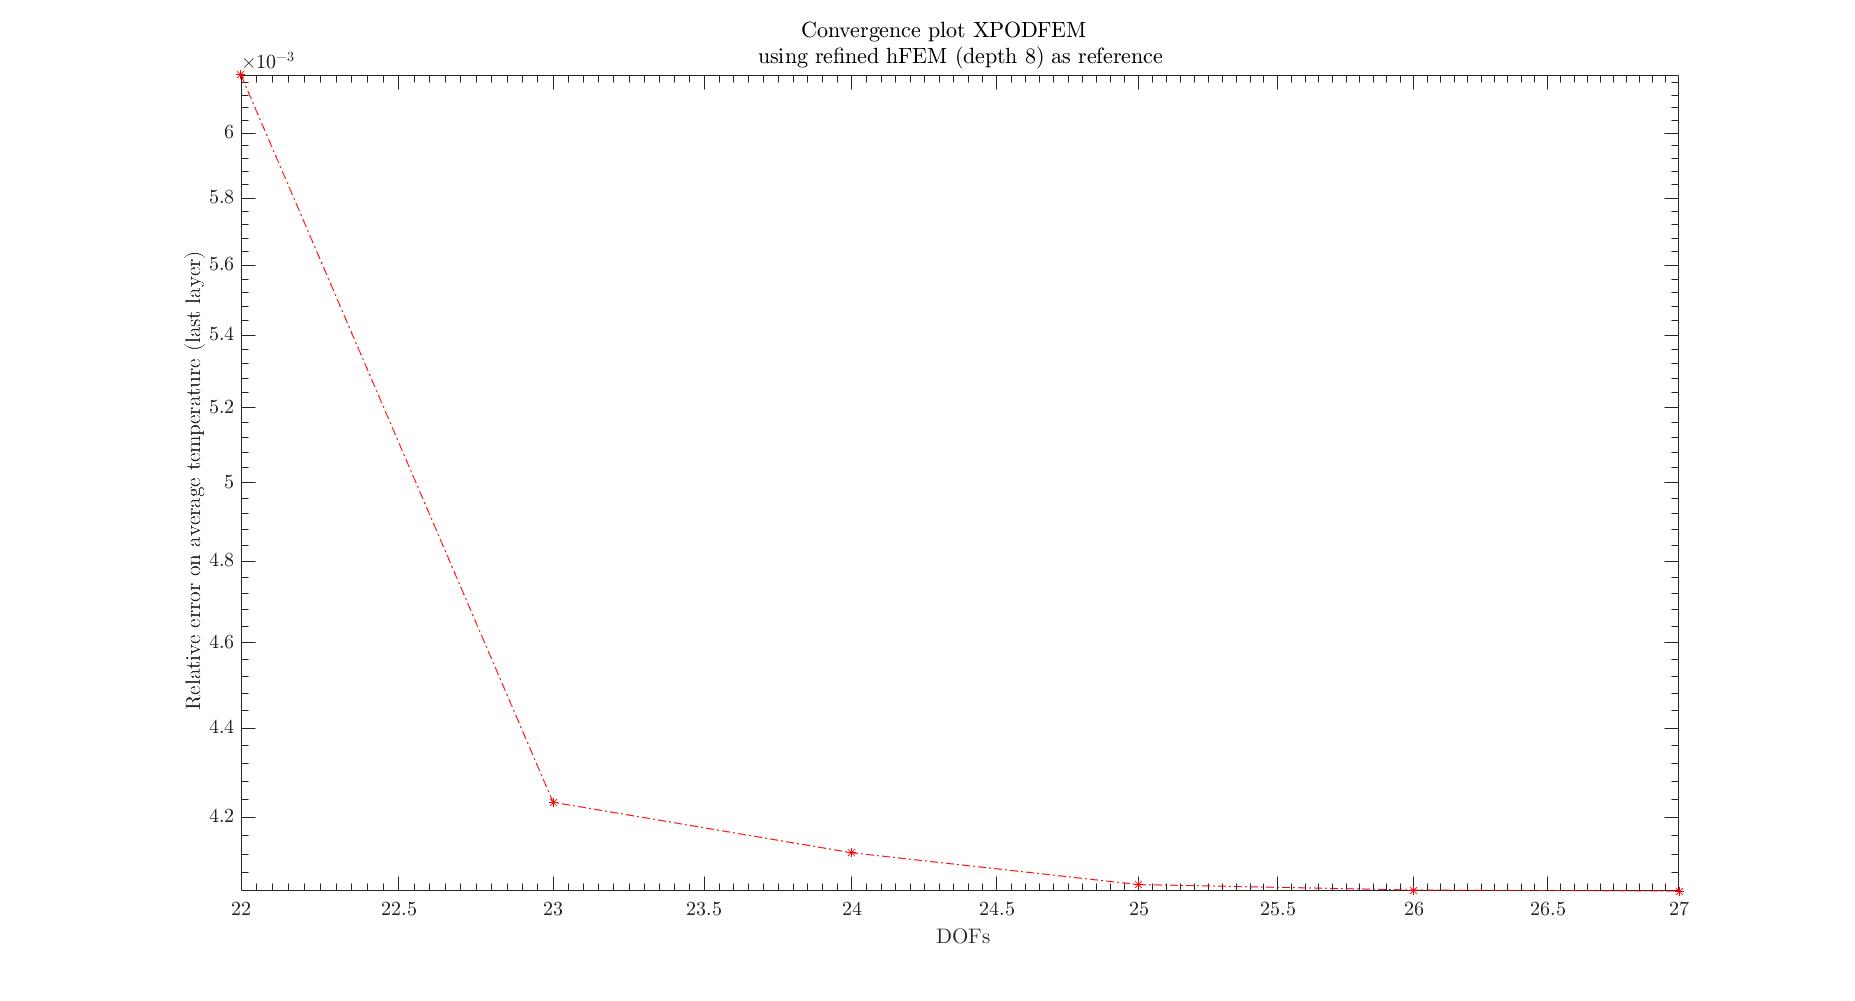 Convergence plot XPODFEM
using refined hFEM (depth 8) as reference
×10⁻³
6
5.8
5.6
5.4
5.2
5
4.8
4.6
4.4
4.2
Relative error on average temperature (last layer)
22 22.5 23 23.5 24 24.5 25 25.5 26 26.5 27
DOFs